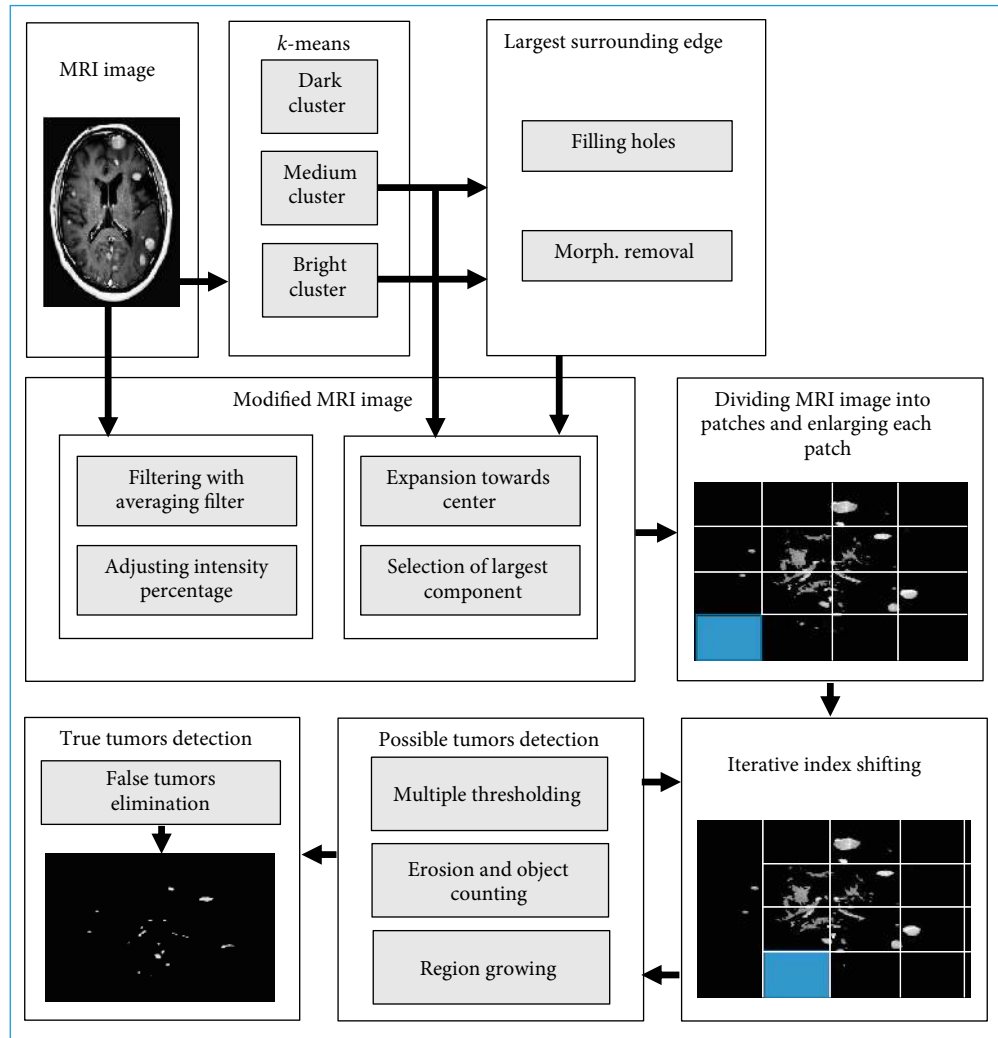 MRI image
k-means
Dark
cluster
Medium
cluster
Bright
cluster
Largest surrounding edge
Filling holes
Morph. removal
Modified MRI image
Filtering with
averaging filter
Adjusting intensity
percentage
Expansion towards
center
Selection of largest
component
Dividing MRI image into
patches and enlarging each
patch
Iterative index shifting
Possible tumors detection
Multiple thresholding
Erosion and object
counting
Region growing
True tumors detection
False tumors
elimination